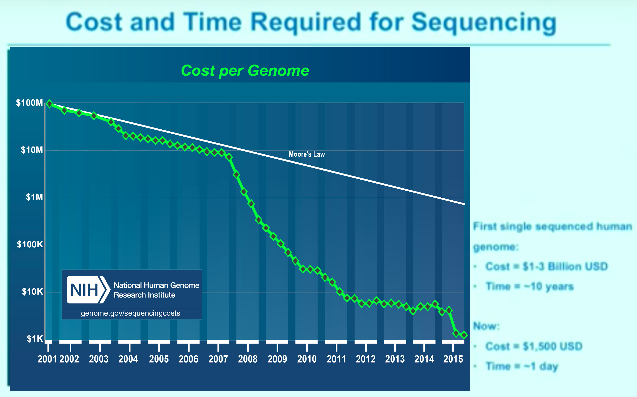 Cost and Time Required for Sequencing
Cost per Genome
$100M
$10M
$1M
$100K
$10K
$1K
Moore's Law
NIH
National Human Genome
Research Institute
genome.gov/sequencingcosts
2001 2002 2003 2004 2005 2006 2007 2008 2009 2010 2011 2012 2013 2014 2015
First single sequenced human
genome:
• Cost = $1-3 Billion USD
• Time = ~10 years
Now:
• Cost = $1,500 USD
• Time = ~1 day